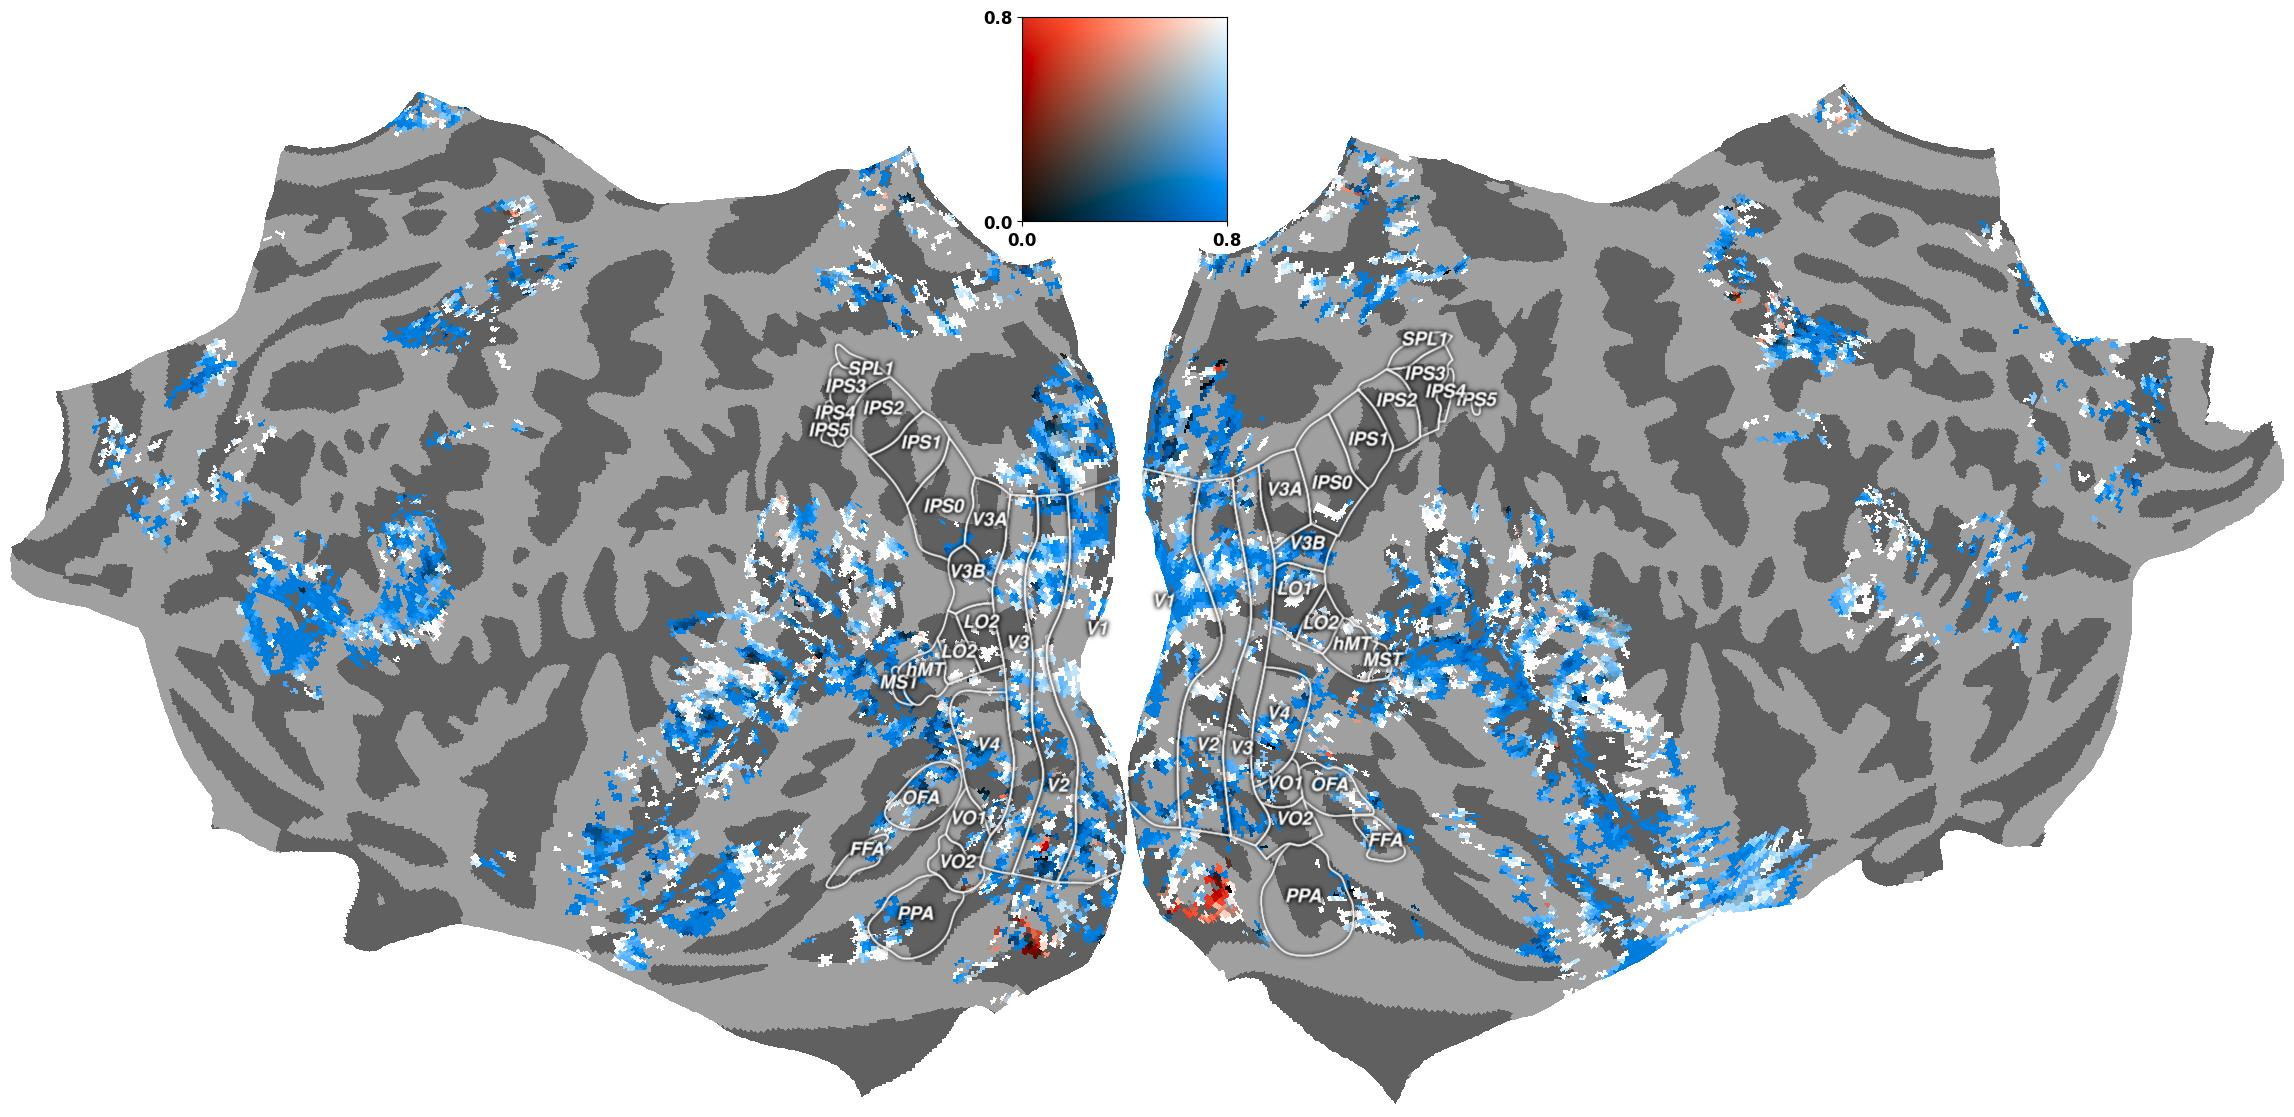 0.8
0.0
0.0 0.8
SPL1
IPS3
IPS2
IPS4
IPS5
IPS1
IPS0
V3A
V3B
LO2
V3
V1
LO2
hMT
MST
V4
V2
OFA
VO1
FFA
VO2
PPA
SPL1
IPS3
IPS4
IPS5
IPS2
IPS1
IPS0
V3A
V3B
LO1
V1
LO2
hMT
MST
V4
V2
V3
VO1
OFA
VO2
FFA
PPA